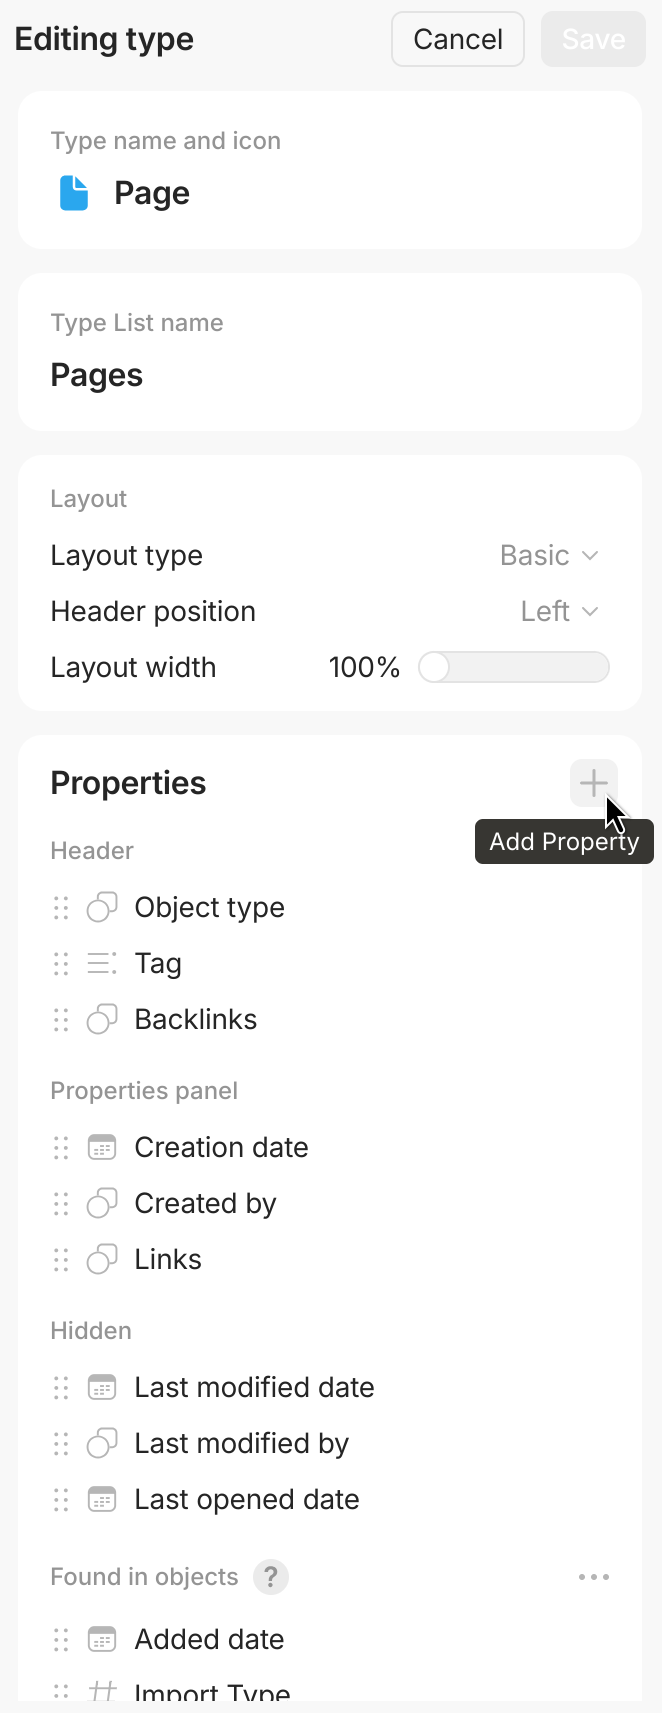 Editing type
Cancel
Save
Type name and icon
Page
Type List name
Pages
Layout
Layout type
Basic
Header position
Left
Layout width
100%
Properties
Add Property
Header
Object type
Tag
Backlinks
Properties panel
Creation date
Created by
Links
Hidden
Last modified date
Last modified by
Last opened date
Found in objects ?
Added date
Import Type